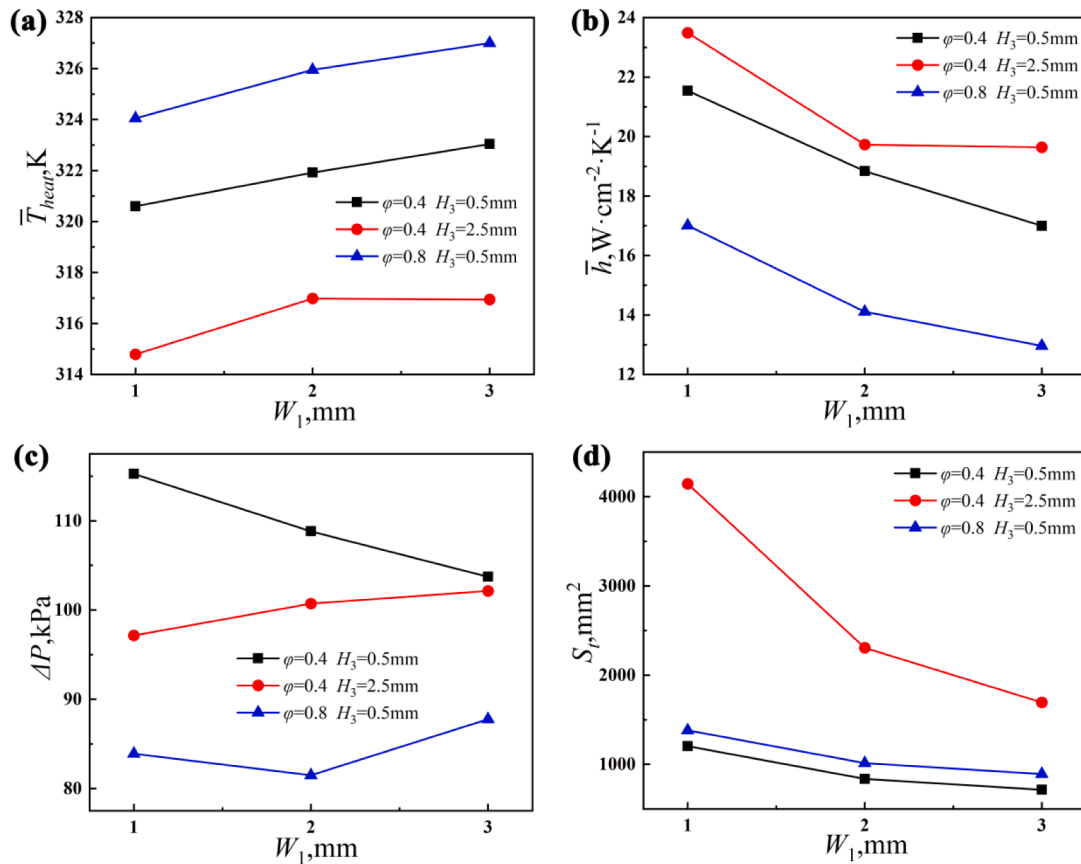 (a)
328
326
324
322
320
318
316
314
T̅heat,K
φ=0.4 H3=0.5mm
φ=0.4 H3=2.5mm
φ=0.8 H3=0.5mm
1 2 3
W1,mm
(b)
24
22
20
18
16
14
12
h̅,W·cm-2·K-1
φ=0.4 H3=0.5mm
φ=0.4 H3=2.5mm
φ=0.8 H3=0.5mm
1 2 3
W1,mm
(c)
110
100
90
80
ΔP,kPa
φ=0.4 H3=0.5mm
φ=0.4 H3=2.5mm
φ=0.8 H3=0.5mm
1 2 3
W1,mm
(d)
4000
3000
2000
1000
St,mm2
φ=0.4 H3=0.5mm
φ=0.4 H3=2.5mm
φ=0.8 H3=0.5mm
1 2 3
W1,mm